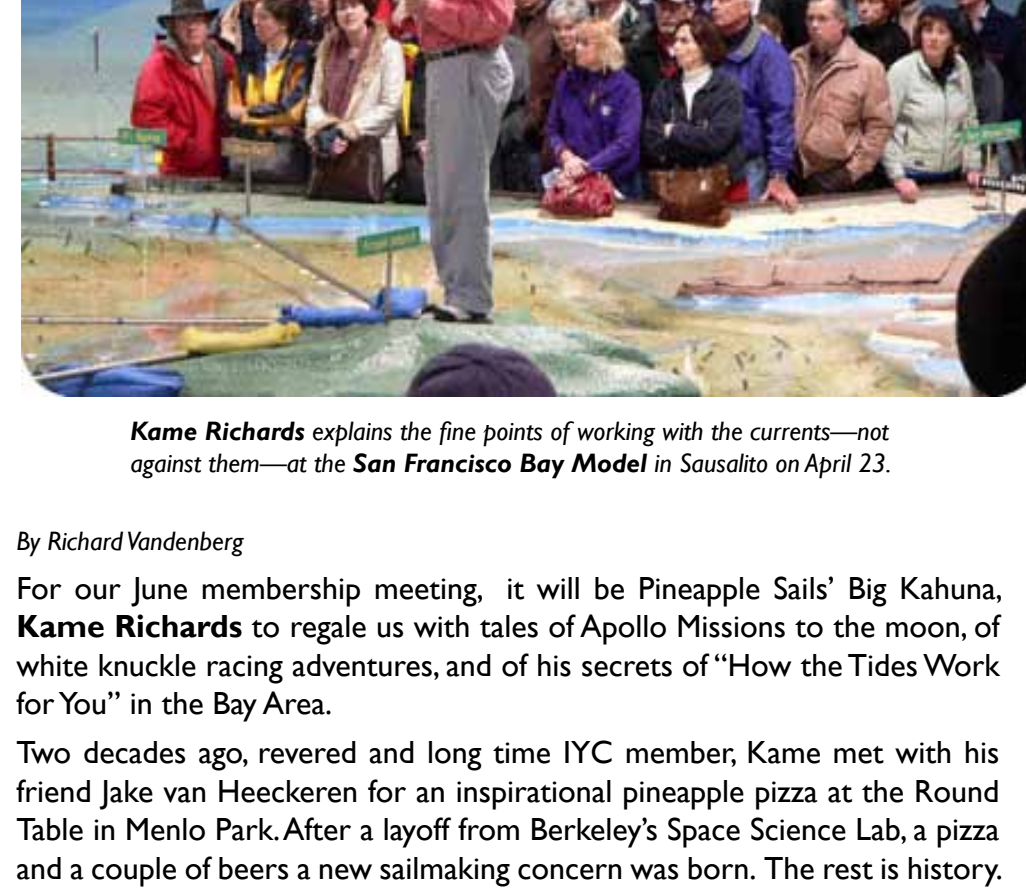 Kame Richards explains the fine points of working with the currents—not
against them—at the San Francisco Bay Model in Sausalito on April 23.
By Richard Vandenberg
For our June membership meeting, it will be Pineapple Sails’ Big Kahuna,
Kame Richards to regale us with tales of Apollo Missions to the moon, of
white knuckle racing adventures, and of his secrets of “How the Tides Work
for You” in the Bay Area.
Two decades ago, revered and long time IYC member, Kame met with his
friend Jake van Heeckeren for an inspirational pineapple pizza at the Round
Table in Menlo Park. After a layoff from Berkeley’s Space Science Lab, a pizza
and a couple of beers a new sailmaking concern was born. The rest is history.